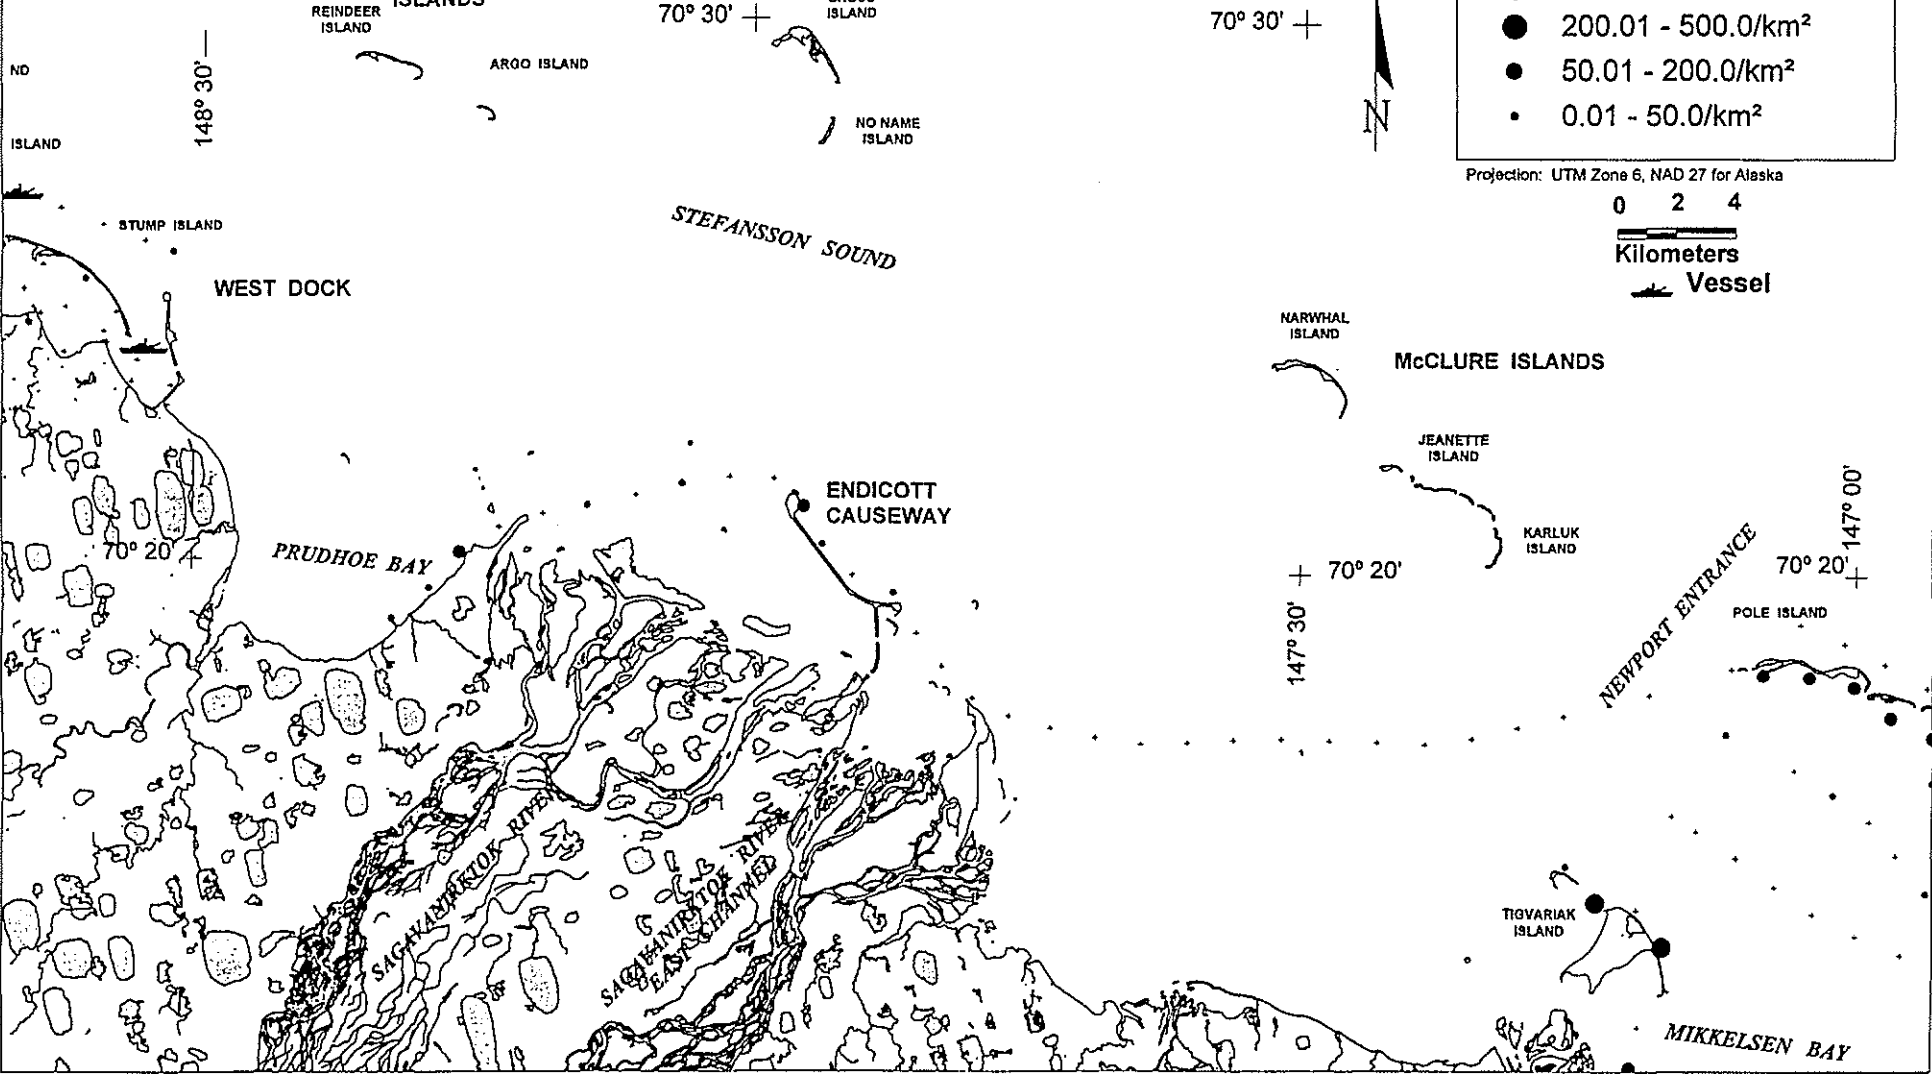 ISLANDS
REINDEER
ISLAND
70° 30'
ISLAND
70° 30'
200.01 - 500.0/km²
50.01 - 200.0/km²
0.01 - 50.0/km²
ND
148° 30'
ARGO ISLAND
NO NAME
ISLAND
N
ISLAND
Projection: UTM Zone 6, NAD 27 for Alaska
0 2 4
Kilometers
Vessel
STUMP ISLAND
STEFANSSON SOUND
WEST DOCK
NARWHAL
ISLAND
McCLURE ISLANDS
JEANETTE
ISLAND
ENDICOTT
CAUSEWAY
KARLUK
ISLAND
147° 00'
70° 20'
PRUDHOE BAY
70° 20'
70° 20'
147° 30'
NEWPORT ENTRANCE
POLE ISLAND
SAGAVANIRKTOK RIVER
SAGAVANIRKTOK RIVER
EAST CHANNEL
TIGVARIAK
ISLAND
MIKKELSEN BAY